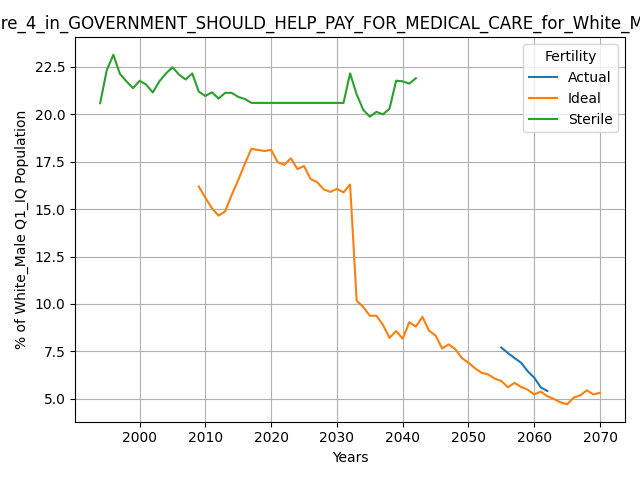 re_4_in_GOVERNMENT_SHOULD_HELP_PAY_FOR_MEDICAL_CARE_for_White_M
Fertility
Actual
Ideal
Sterile
% of White_Male Q1_IQ Population
22.5
20.0
17.5
15.0
12.5
10.0
7.5
5.0
2000 2010 2020 2030 2040 2050 2060 2070
Years